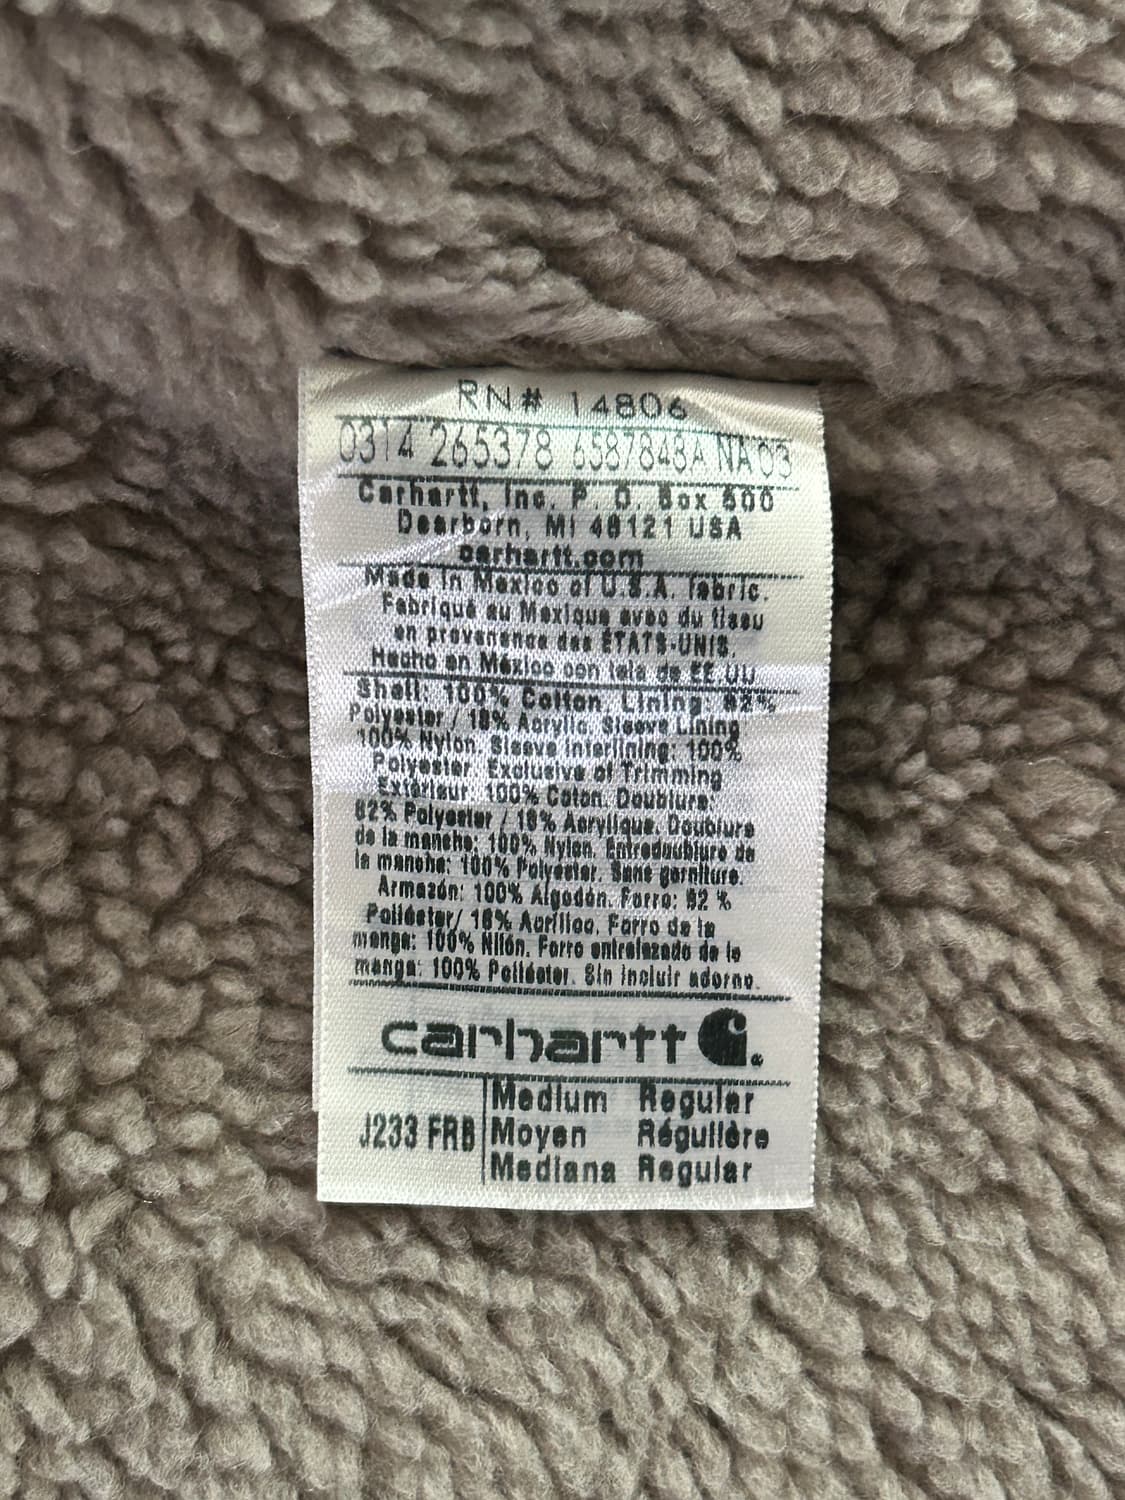 RN# 14806
0314 265378 6587848A NA 03
Carhartt, Inc. P. O. Box 600
Dearborn, MI 48121 USA
carhartt.com
Made in Mexico of U.S.A. fabric.
Fabriqué au Mexique avec du tissu
en provenance des ÉTATS-UNIS.
Hecho en México con tela de EE UU
Shell: 100% Cotton. Lining: 82%
Polyester / 18% Acrylic. Sleeve Lining
100% Nylon. Sleeve Interlining: 100%
Polyester. Exclusive of Trimming
Extérieur: 100% Coton. Doublure:
82% Polyester / 18% Acrylique. Doublure
de la manche: 100% Nylon. Entredoublure de
la manche: 100% Polyester. Sans garniture.
Armazón: 100% Algodón. Forro: 82 %
Poliéster/ 18% Acrílico. Forro de la
manga: 100% Nilón. Forro entrelazado de la
manga: 100% Poliéster. Sin incluir adorno.
carhartt
J233 FRB
Medium Regular
Moyen Régulière
Mediana Regular